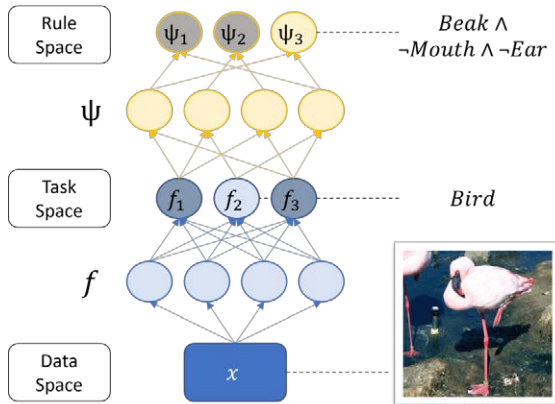 Rule
Space
ψ₁ ψ₂ ψ₃
Beak ∧
¬Mouth ∧ ¬Ear
ψ
Task
Space
f₁ f₂ f₃
Bird
f
Data
Space
x